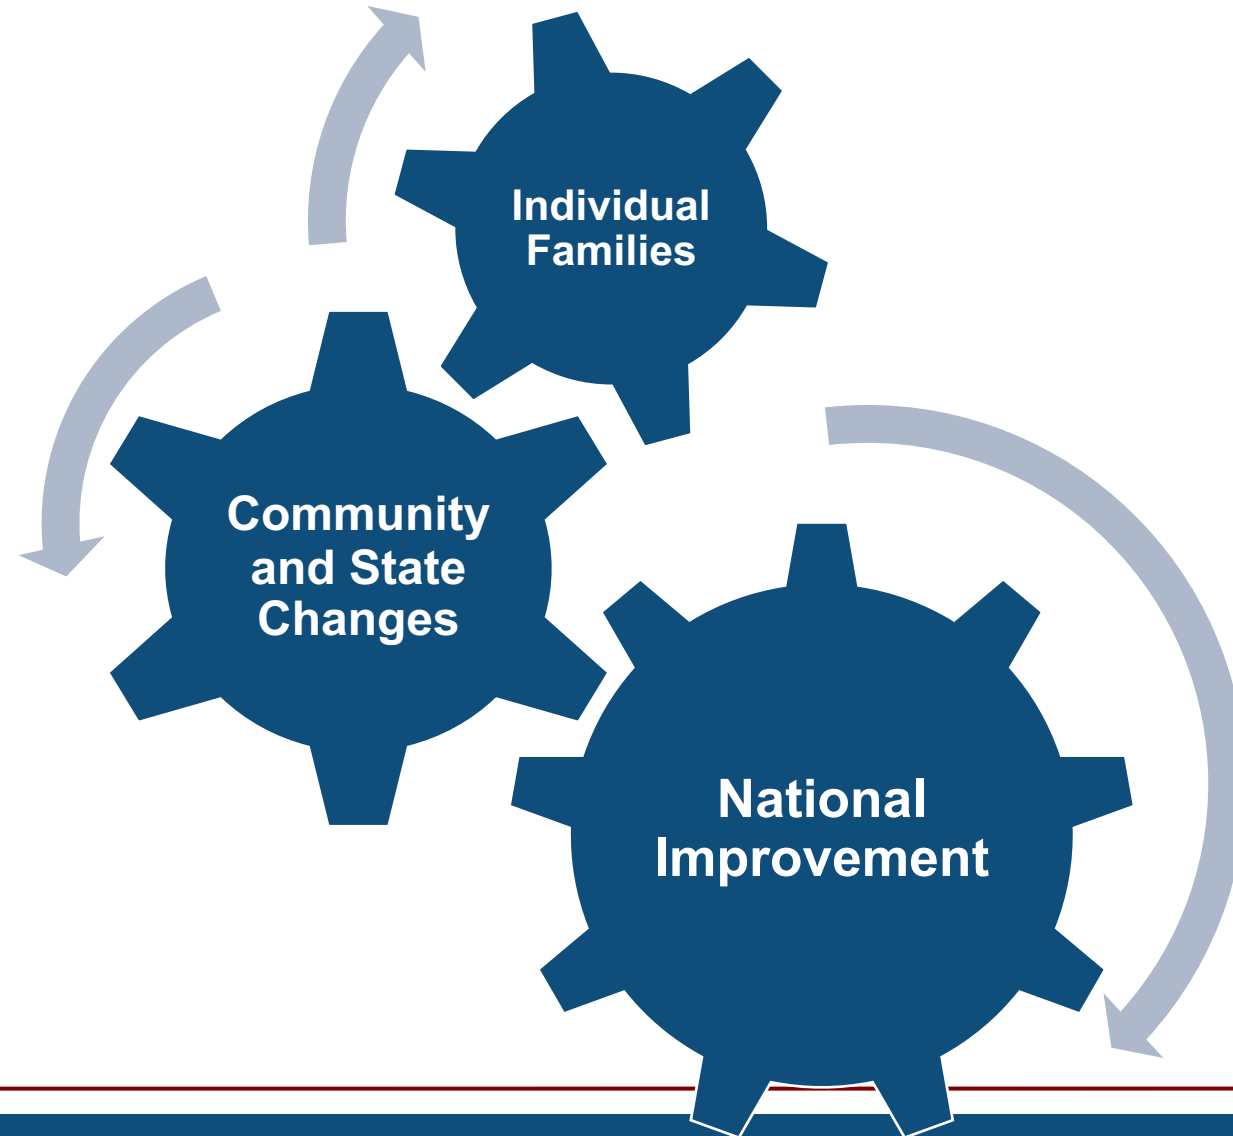 Individual
Families
Community
and State
Changes
National
Improvement